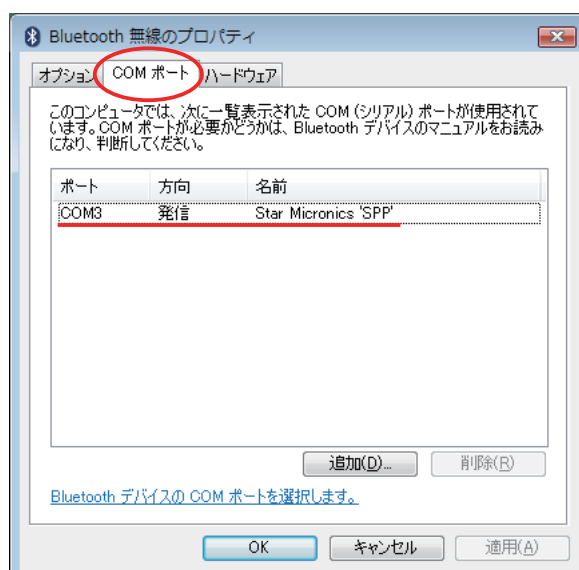 Bluetooth 無線のプロパティ
オプション COM ポート ハードウェア
このコンピュータでは、次に一覧表示された COM (シリアル) ポートが使用されて
います。COM ポートが必要かどうかは、Bluetooth デバイスのマニュアルをお読み
になり、判断してください。
ポート 方向 名前
COM3 発信 Star Micronics 'SPP'
追加(D)... 削除(R)
Bluetooth デバイスの COM ポートを選択します。
OK キャンセル 適用(A)